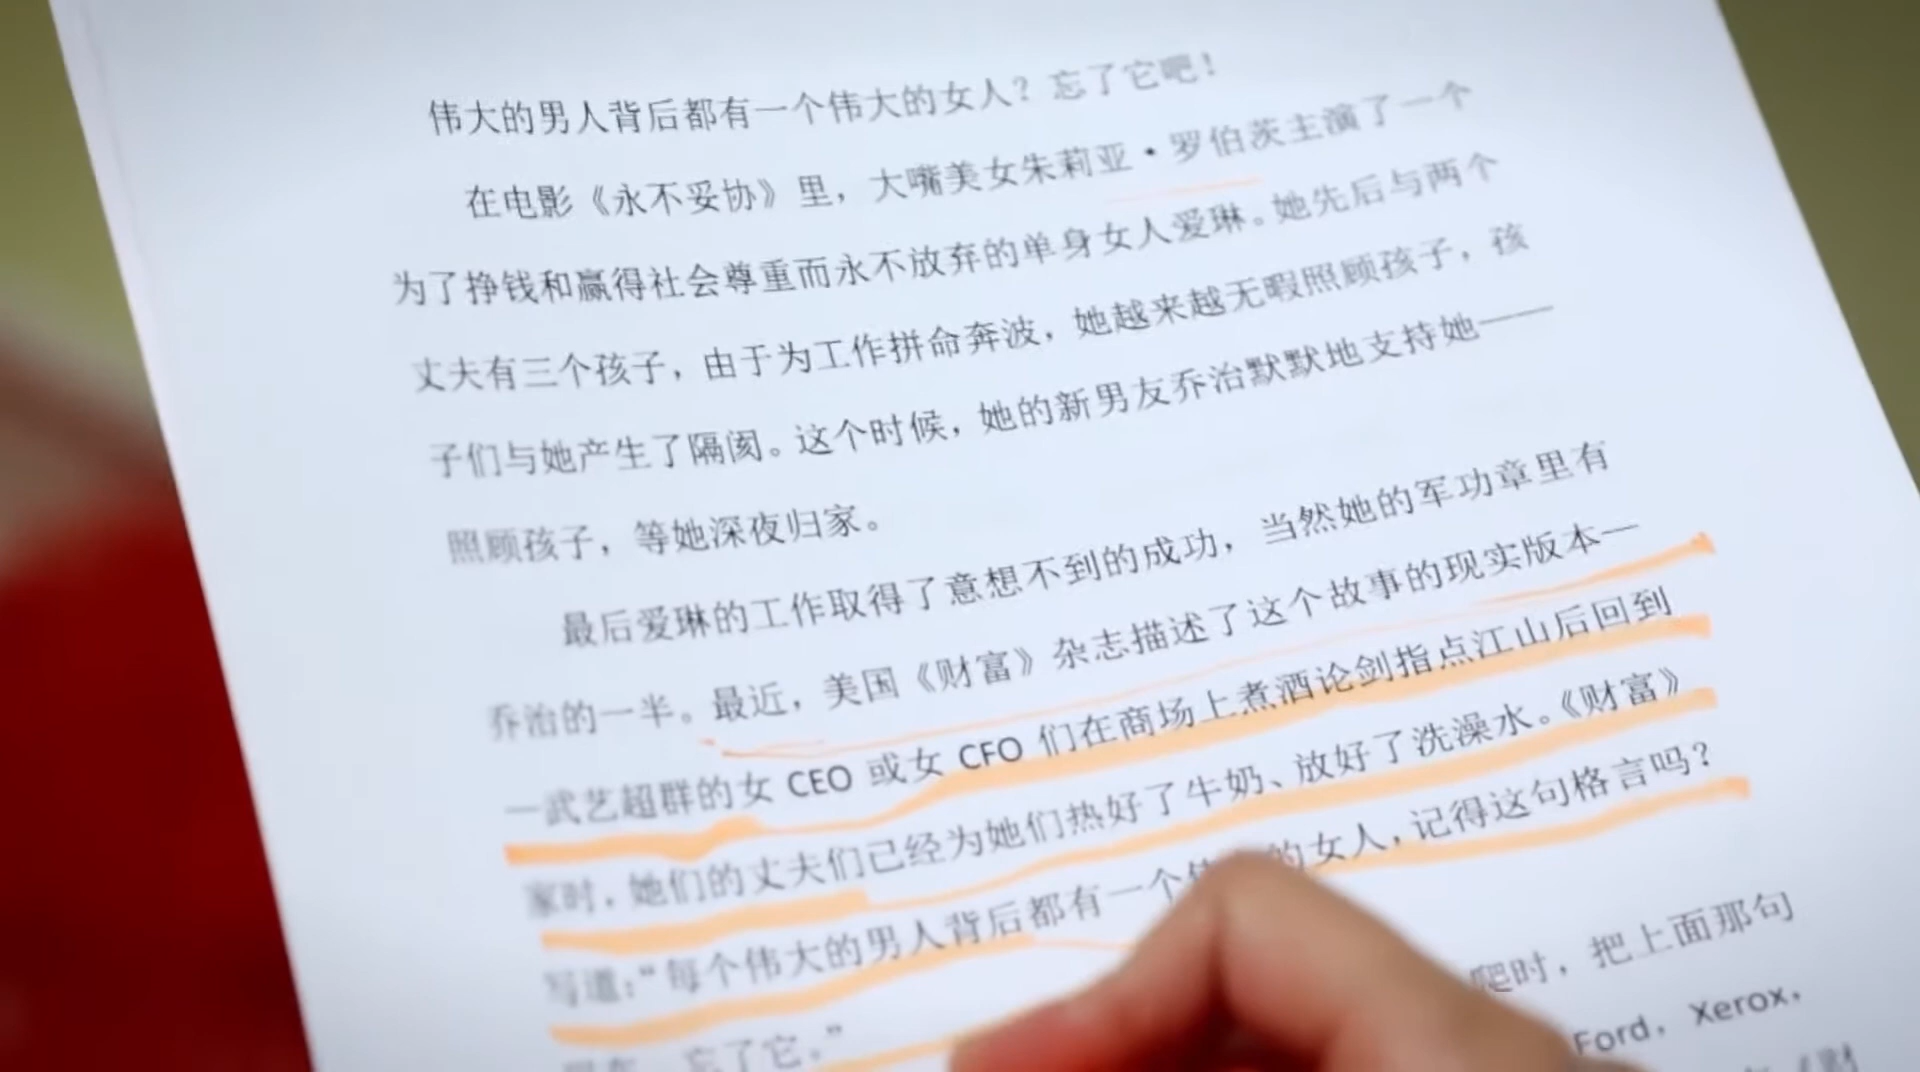 伟大的男人背后都有一个伟大的女人？忘了它吧！
在电影《永不妥协》里，大嘴美女朱莉亚·罗伯茨主演了一个
为了挣钱和赢得社会尊重而永不放弃的单身女人爱琳。她先后与两个
丈夫有三个孩子，由于为工作拼命奔波，她越来越无暇照顾孩子，孩
子们与她产生了隔阂。这个时候，她的新男友乔治默默地支持她——
照顾孩子，等她深夜归家。
最后爱琳的工作取得了意想不到的成功，当然她的军功章里有
乔治的一半。最近，美国《财富》杂志描述了这个故事的现实版本—
—武艺超群的女 CEO 或女 CFO 们在商场上煮酒论剑指点江山后回到
家时，她们的丈夫们已经为她们热好了牛奶、放好了洗澡水。《财富》
写道：“每个伟大的男人背后都有一个 的女人，记得这句格言吗？
忘了它。” 爬时，把上面那句
Ford，Xerox，